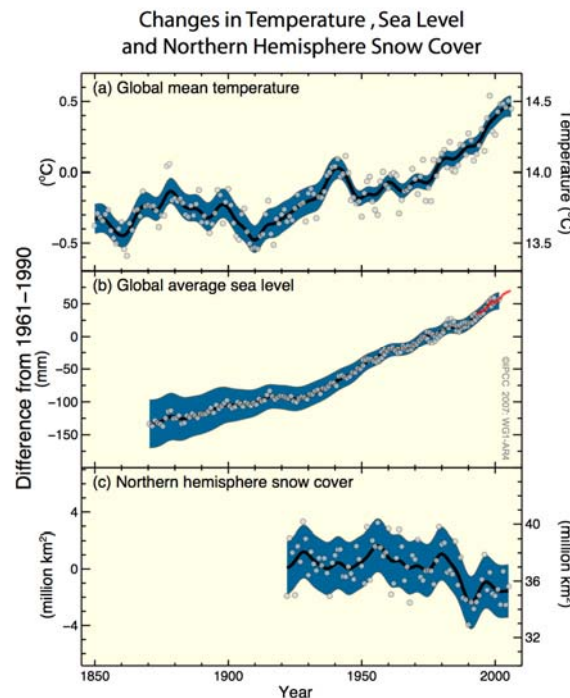 Changes in Temperature , Sea Level
and Northern Hemisphere Snow Cover
(a) Global mean temperature
0.5
0.0
−0.5
(°C)
14.5
14.0
13.5
Temperature (°C)
(b) Global average sea level
50
0
−50
−100
−150
(mm)
Difference from 1961–1990
©IPCC 2007: WG1-AR4
(c) Northern hemisphere snow cover
4
0
−4
(million km²)
40
36
32
(million km²)
1850
1900
1950
2000
Year